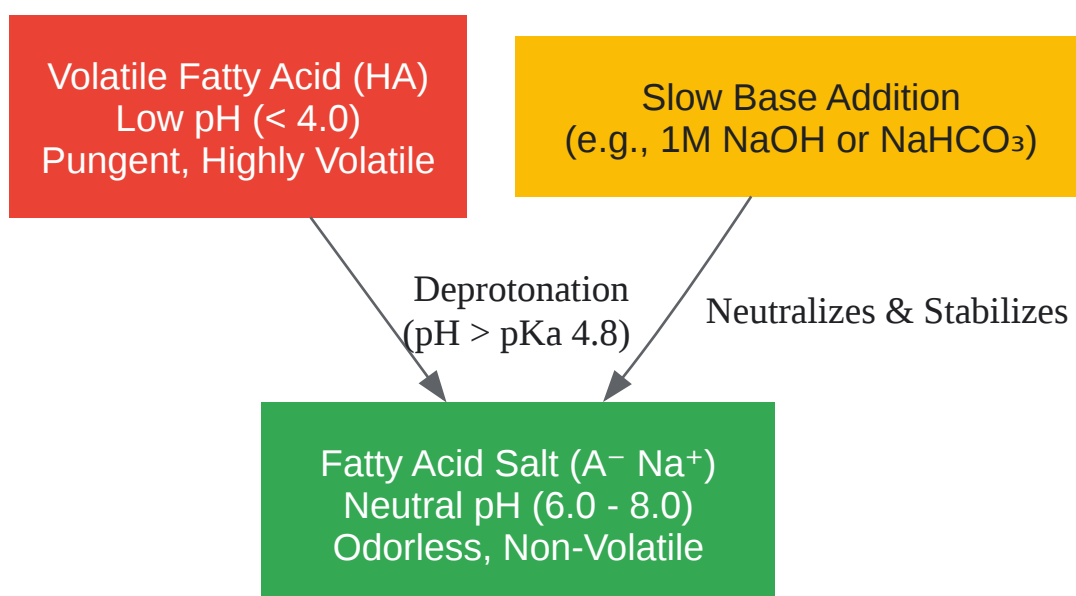 Volatile Fatty Acid (HA)
Low pH (< 4.0)
Pungent, Highly Volatile
Slow Base Addition
(e.g., 1M NaOH or NaHCO₃)
Deprotonation
(pH > pKa 4.8)
Neutralizes & Stabilizes
Fatty Acid Salt (A⁻ Na⁺)
Neutral pH (6.0 - 8.0)
Odorless, Non-Volatile